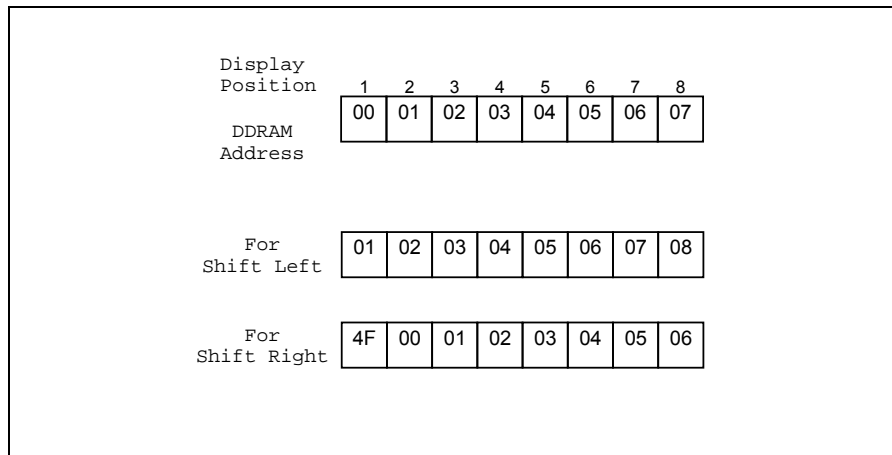 Display
Position 1 2 3 4 5 6 7 8
00 01 02 03 04 05 06 07
DDRAM
Address
For
Shift Left 01 02 03 04 05 06 07 08
For
Shift Right 4F 00 01 02 03 04 05 06